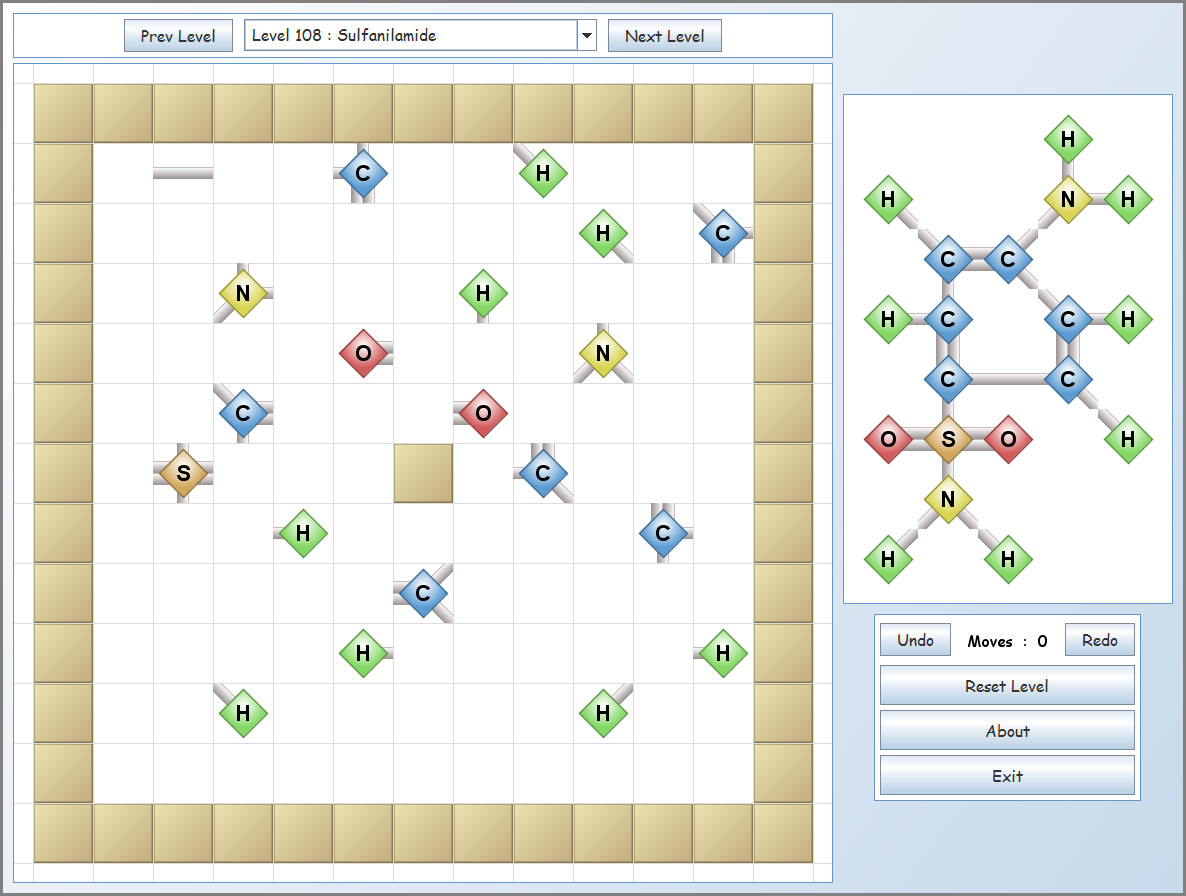 Prev Level
Level 108 : Sulfanilamide
Next Level
C H
H C
N H
O N
C O
S C
H C
C
H H
H H
H
H N H
C C
H C C H
C C
O S O H
N
H H
Undo Moves : 0 Redo
Reset Level
About
Exit